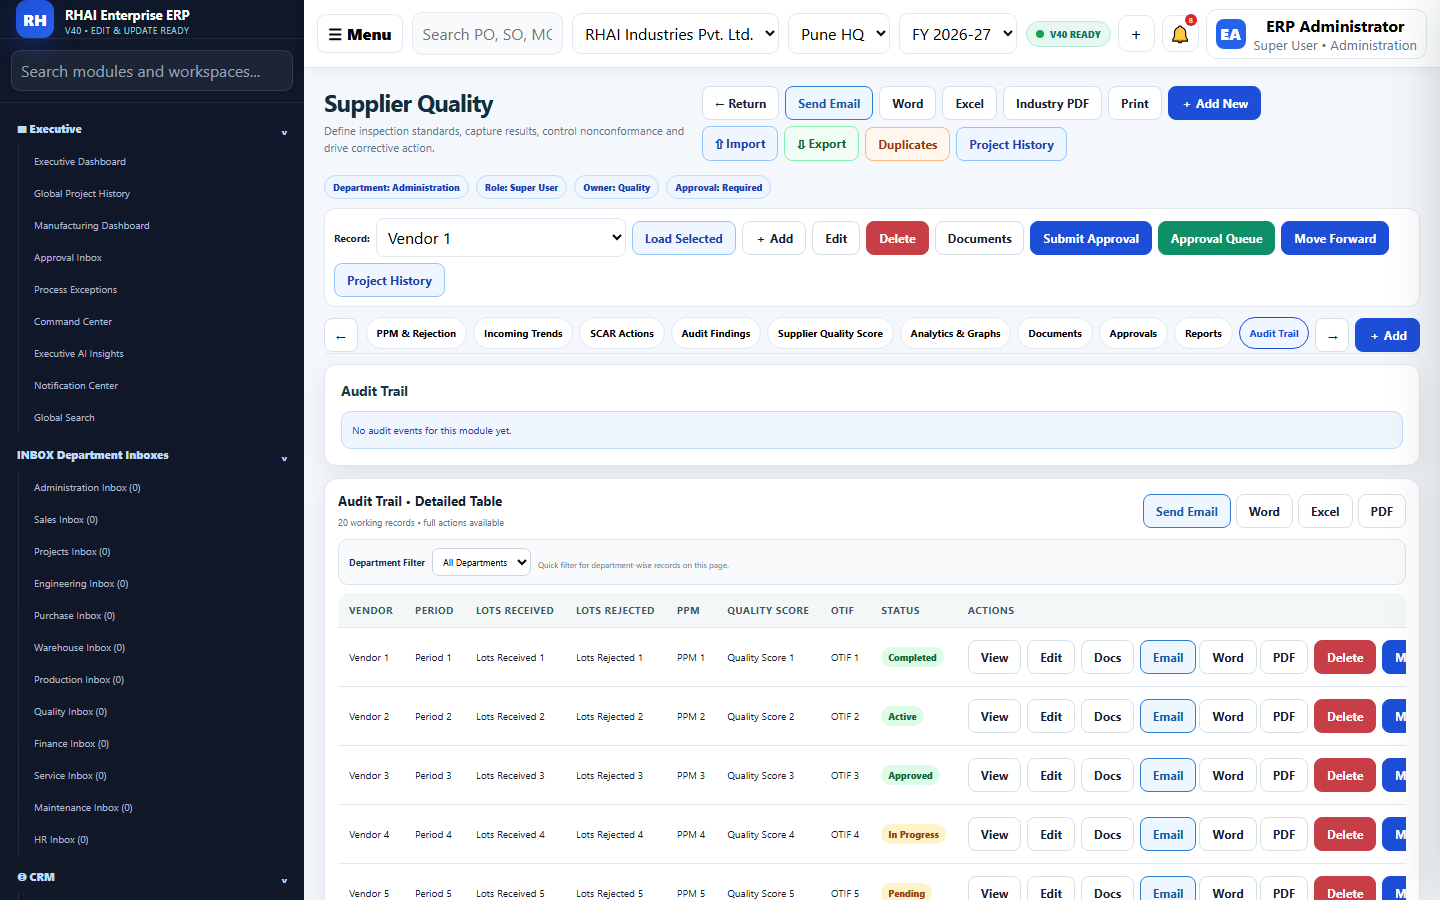 RH
RHAI Enterprise ERP
V40 • EDIT & UPDATE READY
Search modules and workspaces...
Executive
Executive Dashboard
Global Project History
Manufacturing Dashboard
Approval Inbox
Process Exceptions
Command Center
Executive AI Insights
Notification Center
Global Search
INBOX Department Inboxes
Administration Inbox (0)
Sales Inbox (0)
Projects Inbox (0)
Engineering Inbox (0)
Purchase Inbox (0)
Warehouse Inbox (0)
Production Inbox (0)
Quality Inbox (0)
Finance Inbox (0)
Service Inbox (0)
Maintenance Inbox (0)
HR Inbox (0)
CRM
☰ Menu
Search PO, SO, MO
RHAI Industries Pvt. Ltd.
Pune HQ
FY 2026-27
V40 READY
+
8
EA
ERP Administrator
Super User • Administration
Supplier Quality
Define inspection standards, capture results, control nonconformance and
drive corrective action.
← Return
Send Email
Word
Excel
Industry PDF
Print
+ Add New
⇧ Import
⇩ Export
Duplicates
Project History
Department: Administration
Role: Super User
Owner: Quality
Approval: Required
Record:
Vendor 1
Load Selected
+ Add
Edit
Delete
Documents
Submit Approval
Approval Queue
Move Forward
Project History
←
PPM & Rejection
Incoming Trends
SCAR Actions
Audit Findings
Supplier Quality Score
Analytics & Graphs
Documents
Approvals
Reports
Audit Trail
→
+ Add
Audit Trail
No audit events for this module yet.
Audit Trail • Detailed Table
20 working records • full actions available
Send Email
Word
Excel
PDF
Department Filter
All Departments
Quick filter for department-wise records on this page.
VENDOR PERIOD LOTS RECEIVED LOTS REJECTED PPM QUALITY SCORE OTIF STATUS ACTIONS
Vendor 1 Period 1 Lots Received 1 Lots Rejected 1 PPM 1 Quality Score 1 OTIF 1 Completed View Edit Docs Email Word PDF Delete M
Vendor 2 Period 2 Lots Received 2 Lots Rejected 2 PPM 2 Quality Score 2 OTIF 2 Active View Edit Docs Email Word PDF Delete M
Vendor 3 Period 3 Lots Received 3 Lots Rejected 3 PPM 3 Quality Score 3 OTIF 3 Approved View Edit Docs Email Word PDF Delete M
Vendor 4 Period 4 Lots Received 4 Lots Rejected 4 PPM 4 Quality Score 4 OTIF 4 In Progress View Edit Docs Email Word PDF Delete M
Vendor 5 Period 5 Lots Received 5 Lots Rejected 5 PPM 5 Quality Score 5 OTIF 5 Pending View Edit Docs Email Word PDF Delete M